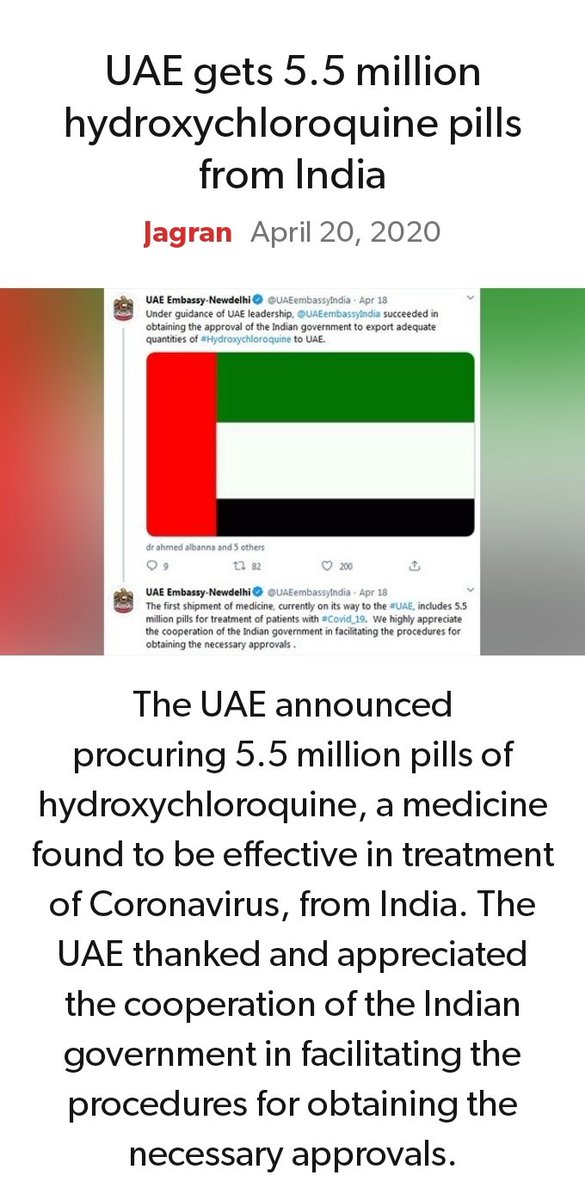 UAE gets 5.5 million
hydroxychloroquine pills
from India
Jagran April 20, 2020
UAE Embassy-Newdelhi @UAEembassyIndia · Apr 18
Under guidance of UAE leadership, @UAEembassyIndia succeeded in
obtaining the approval of the Indian government to export adequate
quantities of #Hydroxychloroquine to UAE.
dr ahmed albanna and 5 others
9 82 200
UAE Embassy-Newdelhi @UAEembassyIndia · Apr 18
The first shipment of medicine, currently on its way to the #UAE, includes 5.5
million pills for treatment of patients with #Covid_19. We highly appreciate
the cooperation of the Indian government in facilitating the procedures for
obtaining the necessary approvals .
The UAE announced
procuring 5.5 million pills of
hydroxychloroquine, a medicine
found to be effective in treatment
of Coronavirus, from India. The
UAE thanked and appreciated
the cooperation of the Indian
government in facilitating the
procedures for obtaining the
necessary approvals.